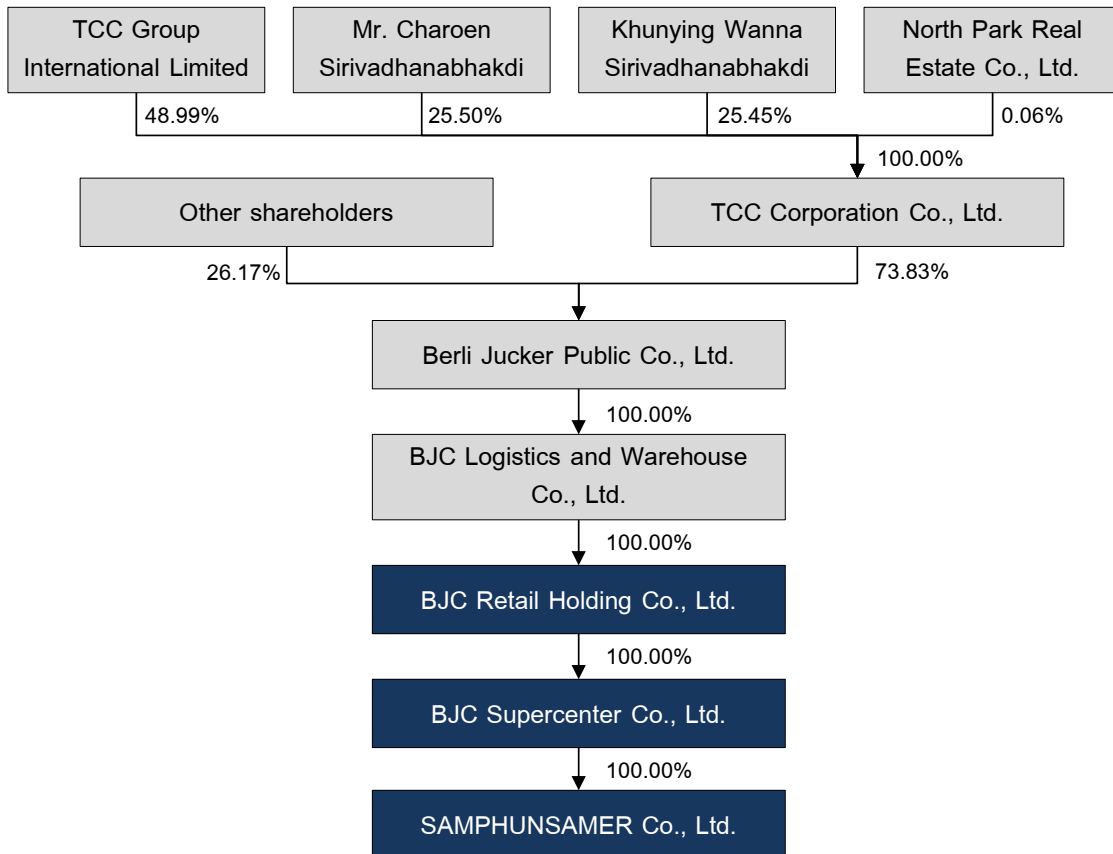 TCC Group
International Limited
Mr. Charoen
Sirivadhanabhakdi
Khunying Wanna
Sirivadhanabhakdi
North Park Real
Estate Co., Ltd.
48.99%
25.50%
25.45%
0.06%
100.00%
Other shareholders
TCC Corporation Co., Ltd.
26.17%
73.83%
Berli Jucker Public Co., Ltd.
100.00%
BJC Logistics and Warehouse
Co., Ltd.
100.00%
BJC Retail Holding Co., Ltd.
100.00%
BJC Supercenter Co., Ltd.
100.00%
SAMPHUNSAMER Co., Ltd.